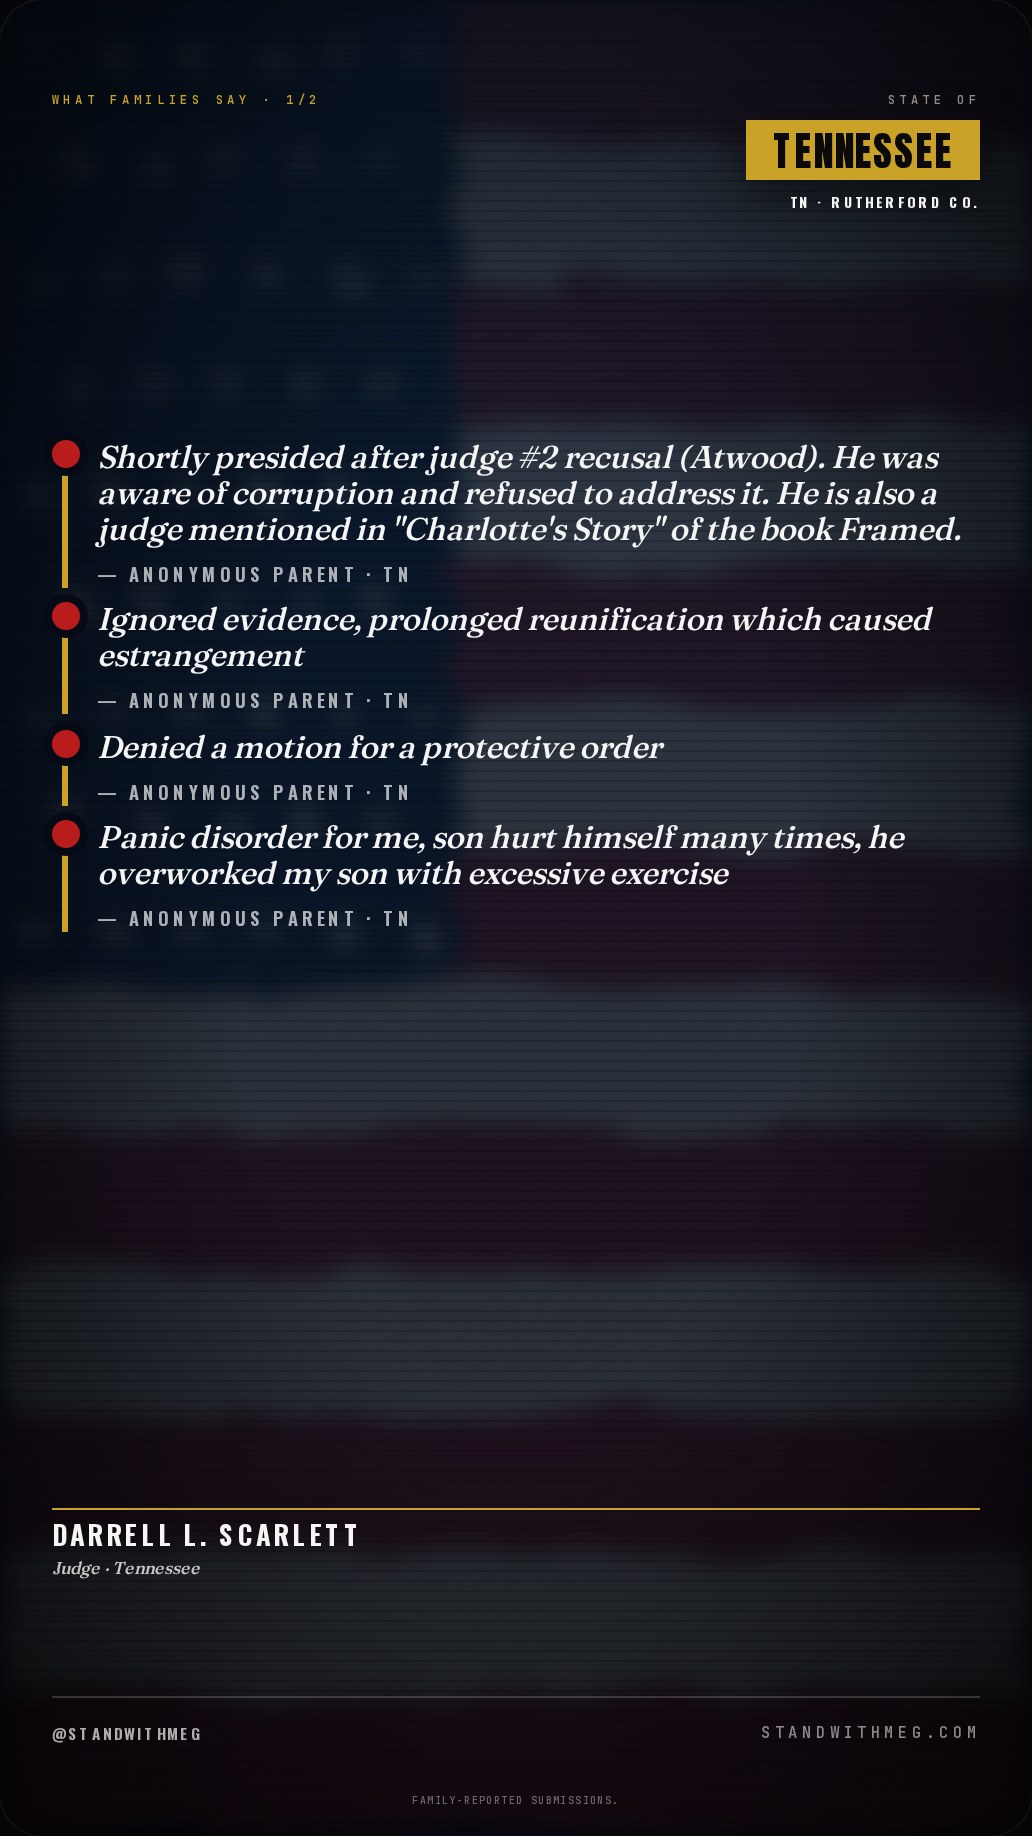 WHAT FAMILIES SAY · 1/2
STATE OF
TENNESSEE
TN · RUTHERFORD CO.
Shortly presided after judge #2 recusal (Atwood). He was
aware of corruption and refused to address it. He is also a
judge mentioned in "Charlotte's Story" of the book Framed.
— ANONYMOUS PARENT · TN
Ignored evidence, prolonged reunification which caused
estrangement
— ANONYMOUS PARENT · TN
Denied a motion for a protective order
— ANONYMOUS PARENT · TN
Panic disorder for me, son hurt himself many times, he
overworked my son with excessive exercise
— ANONYMOUS PARENT · TN
DARRELL L. SCARLETT
Judge · Tennessee
@STANDWITHMEG
STANDWITHMEG.COM
FAMILY-REPORTED SUBMISSIONS.